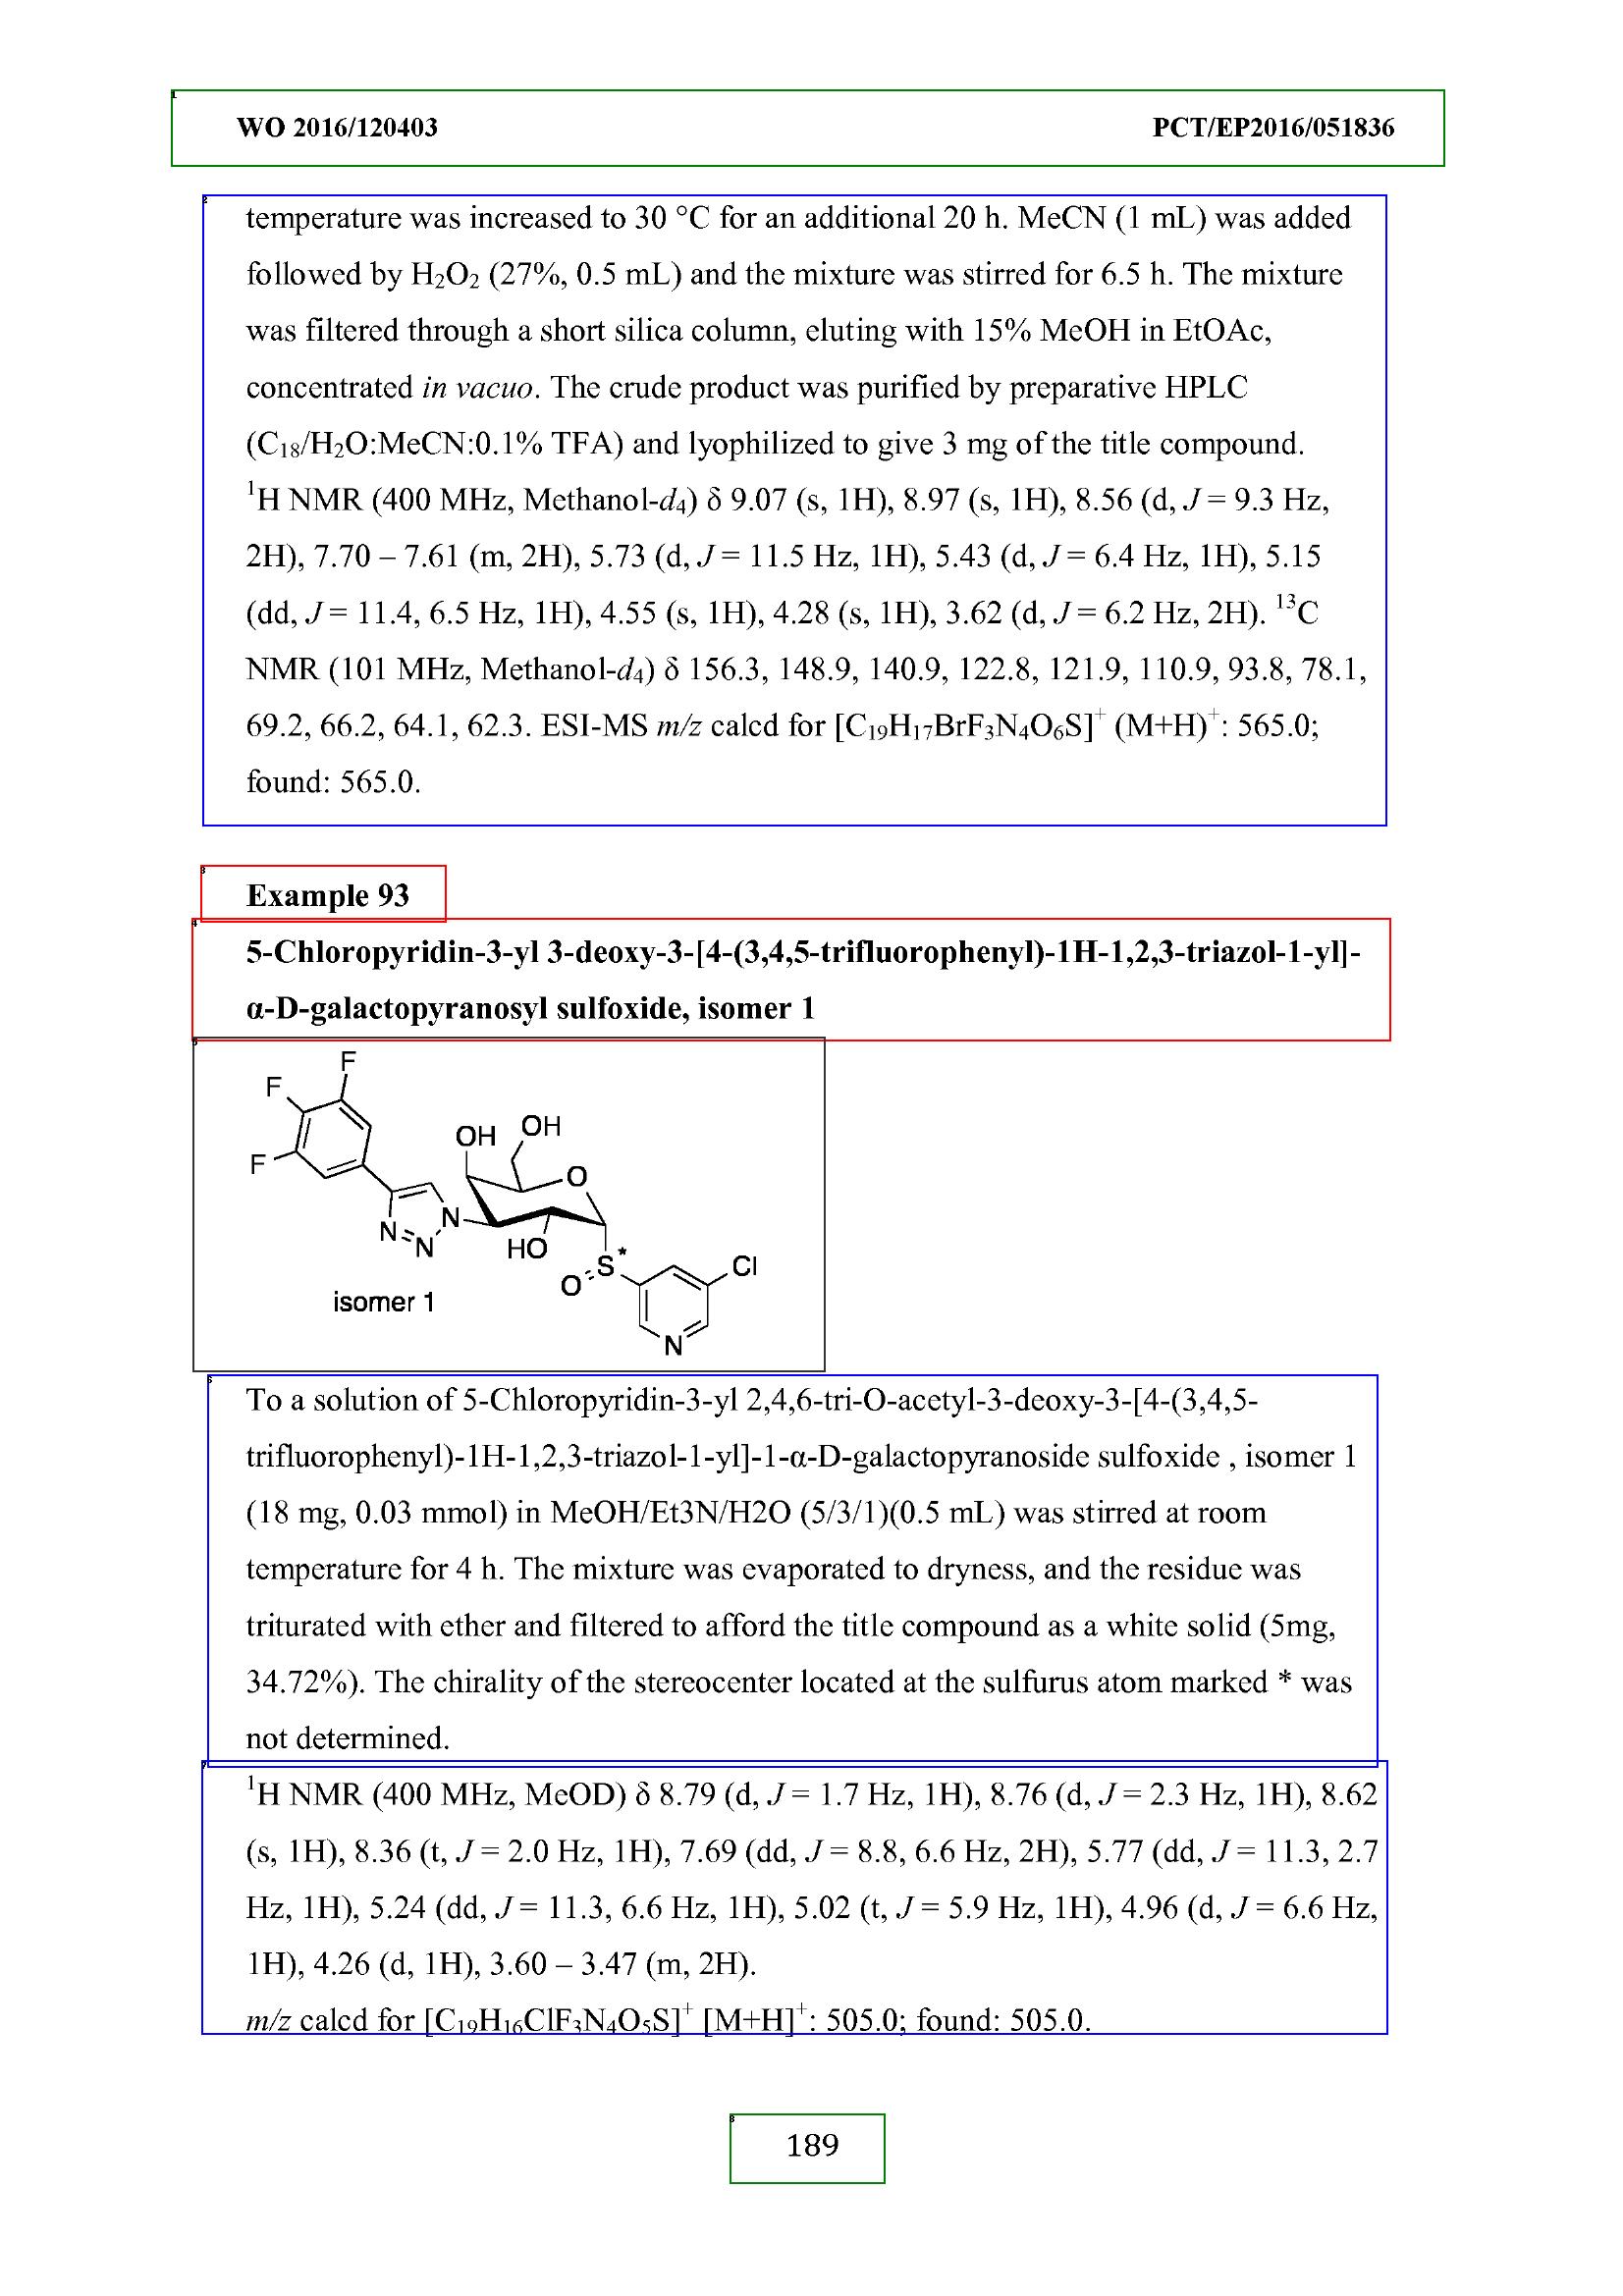 WO 2016/120403 PCT/EP2016/051836
temperature was increased to 30 °C for an additional 20 h. MeCN (1 mL) was added
followed by H₂O₂ (27%, 0.5 mL) and the mixture was stirred for 6.5 h. The mixture
was filtered through a short silica column, eluting with 15% MeOH in EtOAc,
concentrated in vacuo. The crude product was purified by preparative HPLC
(C₁₈/H₂O:MeCN:0.1% TFA) and lyophilized to give 3 mg of the title compound.
¹H NMR (400 MHz, Methanol-d₄) δ 9.07 (s, 1H), 8.97 (s, 1H), 8.56 (d, J = 9.3 Hz,
2H), 7.70 – 7.61 (m, 2H), 5.73 (d, J = 11.5 Hz, 1H), 5.43 (d, J = 6.4 Hz, 1H), 5.15
(dd, J = 11.4, 6.5 Hz, 1H), 4.55 (s, 1H), 4.28 (s, 1H), 3.62 (d, J = 6.2 Hz, 2H). ¹³C
NMR (101 MHz, Methanol-d₄) δ 156.3, 148.9, 140.9, 122.8, 121.9, 110.9, 93.8, 78.1,
69.2, 66.2, 64.1, 62.3. ESI-MS m/z calcd for [C₁₉H₁₇BrF₃N₄O₆S]⁺ (M+H)⁺: 565.0;
found: 565.0.
Example 93
5-Chloropyridin-3-yl 3-deoxy-3-[4-(3,4,5-trifluorophenyl)-1H-1,2,3-triazol-1-yl]-
α-D-galactopyranosyl sulfoxide, isomer 1
F
F
F
OH
OH
O
N
N
N
HO
S
*
O
Cl
N
isomer 1
To a solution of 5-Chloropyridin-3-yl 2,4,6-tri-O-acetyl-3-deoxy-3-[4-(3,4,5-
trifluorophenyl)-1H-1,2,3-triazol-1-yl]-1-α-D-galactopyranoside sulfoxide , isomer 1
(18 mg, 0.03 mmol) in MeOH/Et3N/H2O (5/3/1)(0.5 mL) was stirred at room
temperature for 4 h. The mixture was evaporated to dryness, and the residue was
triturated with ether and filtered to afford the title compound as a white solid (5mg,
34.72%). The chirality of the stereocenter located at the sulfurus atom marked * was
not determined.
¹H NMR (400 MHz, MeOD) δ 8.79 (d, J = 1.7 Hz, 1H), 8.76 (d, J = 2.3 Hz, 1H), 8.62
(s, 1H), 8.36 (t, J = 2.0 Hz, 1H), 7.69 (dd, J = 8.8, 6.6 Hz, 2H), 5.77 (dd, J = 11.3, 2.7
Hz, 1H), 5.24 (dd, J = 11.3, 6.6 Hz, 1H), 5.02 (t, J = 5.9 Hz, 1H), 4.96 (d, J = 6.6 Hz,
1H), 4.26 (d, 1H), 3.60 – 3.47 (m, 2H).
m/z calcd for [C₁₉H₁₆ClF₃N₄O₅S]⁺ [M+H]⁺: 505.0; found: 505.0.
189